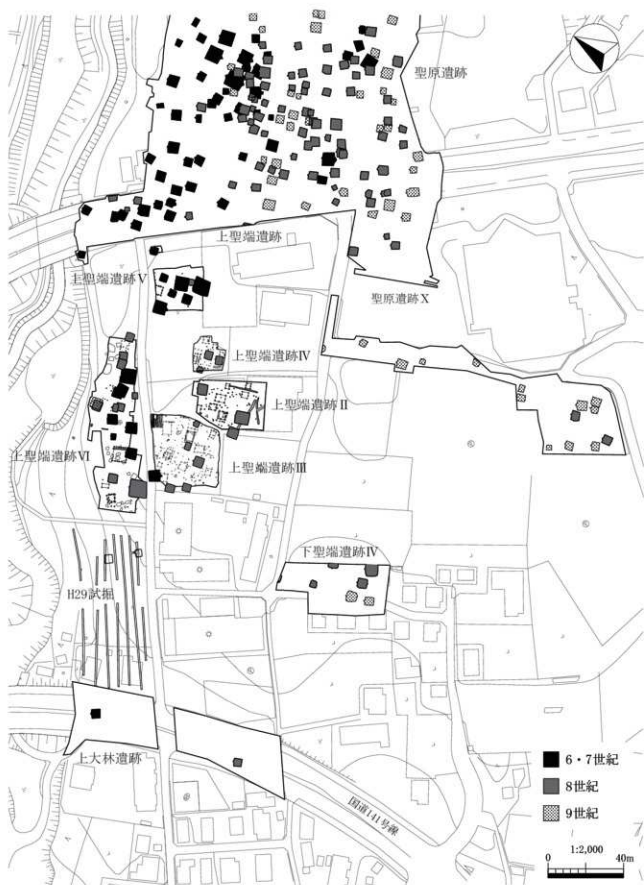 聖原遺跡
上聖端遺跡
上聖端遺跡Ⅴ
聖原遺跡Ⅹ
上聖端遺跡Ⅳ
上聖端遺跡Ⅱ
上聖端遺跡Ⅵ
上聖端遺跡Ⅲ
下聖端遺跡Ⅳ
H29試掘
上大林遺跡
国道141号線
6・7世紀
8世紀
9世紀
1:2,000
0
40m